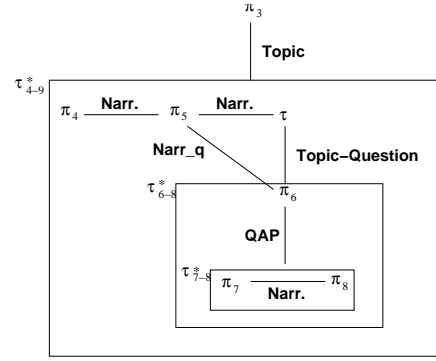 π₃
Topic
τ*₄₋₉
π₄ Narr. π₅ Narr. τ
Narr_q Topic−Question
τ*₆₋₈ π₆
QAP
τ*₇₋₈ π₇ Narr. π₈